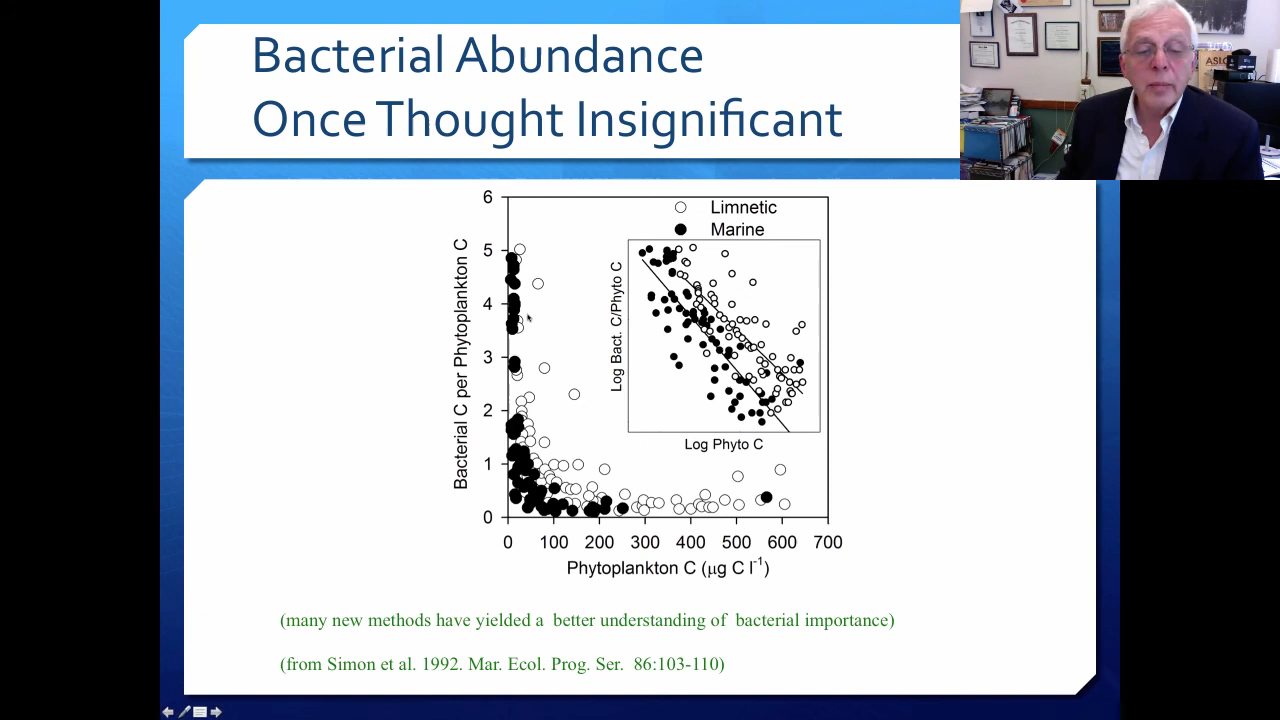 Bacterial Abundance
Once Thought Insignificant
ASLO
6
5
4
3
2
1
0
Bacterial C per Phytoplankton C
Limnetic
Marine
Log Bact. C/Phyto C
Log Phyto C
0 100 200 300 400 500 600 700
Phytoplankton C (μg C l⁻¹)
(many new methods have yielded a better understanding of bacterial importance)
(from Simon et al. 1992. Mar. Ecol. Prog. Ser. 86:103-110)